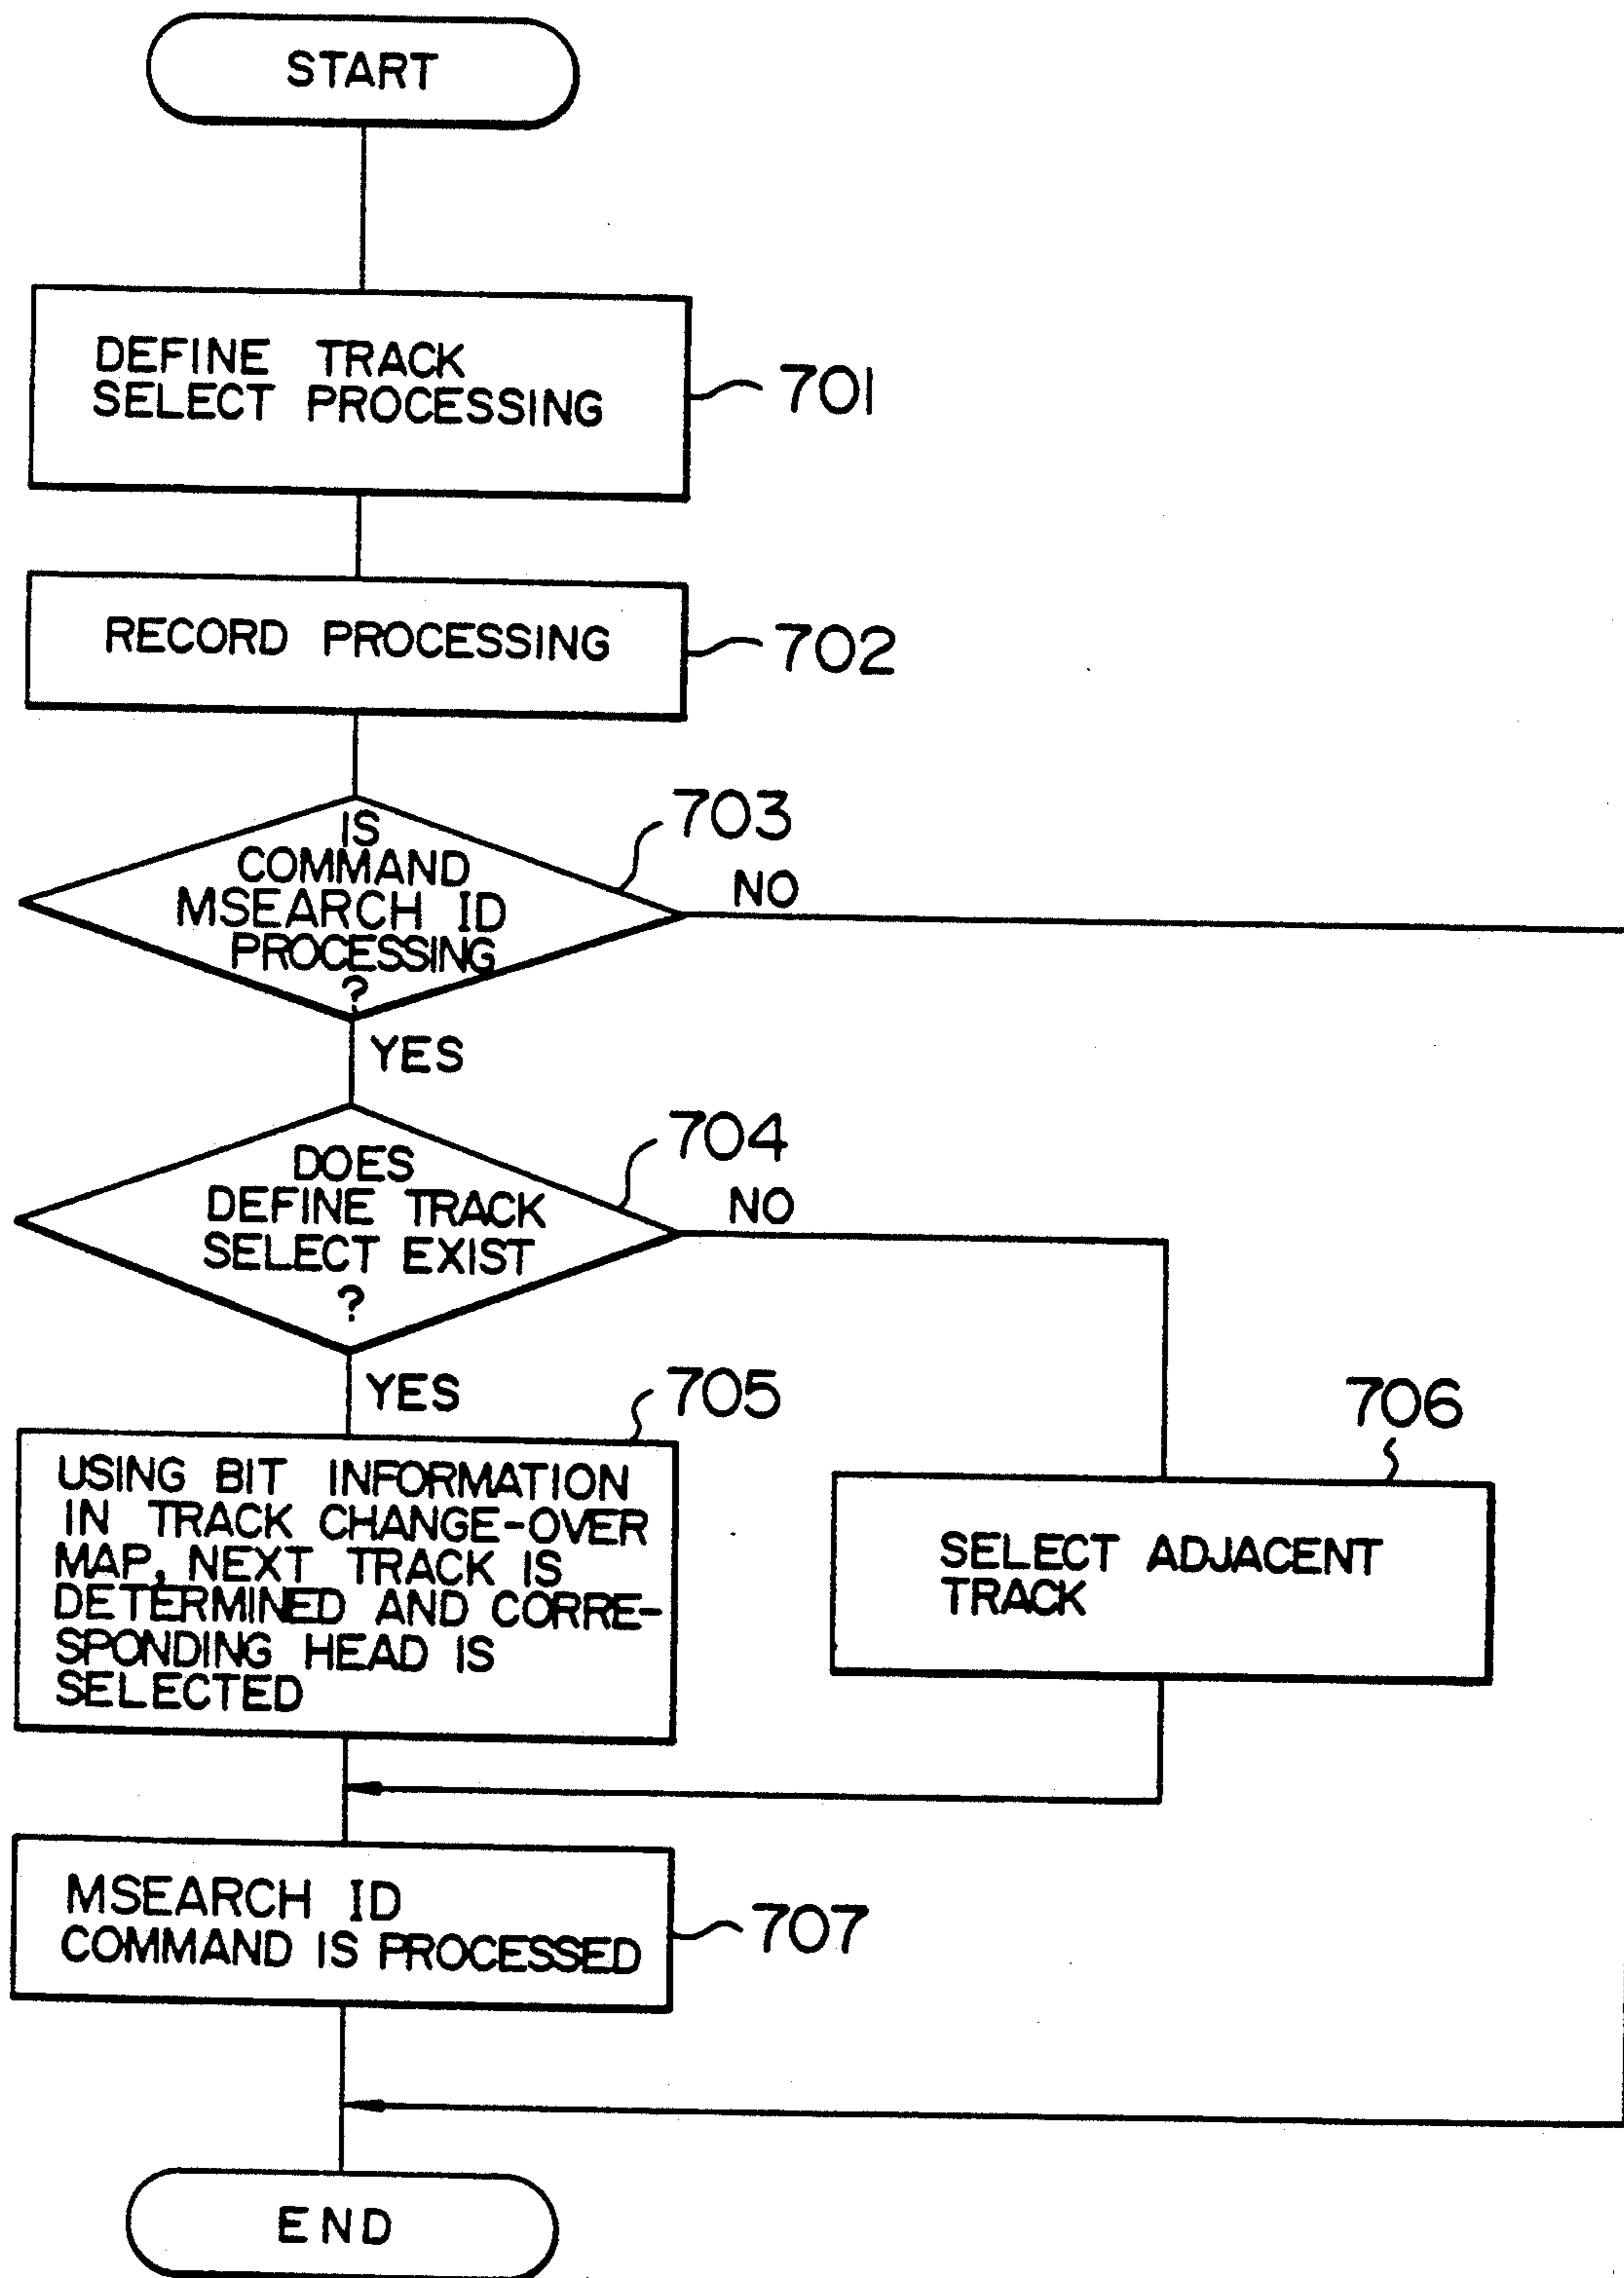 START
DEFINE TRACK
SELECT PROCESSING
701
RECORD PROCESSING
702
703
IS
COMMAND
MSEARCH ID
PROCESSING
?
NO
YES
704
DOES
DEFINE TRACK
SELECT EXIST
?
NO
YES
705
USING BIT INFORMATION
IN TRACK CHANGE-OVER
MAP, NEXT TRACK IS
DETERMINED AND CORRE-
SPONDING HEAD IS
SELECTED
706
SELECT ADJACENT
TRACK
MSEARCH ID
COMMAND IS PROCESSED
707
END